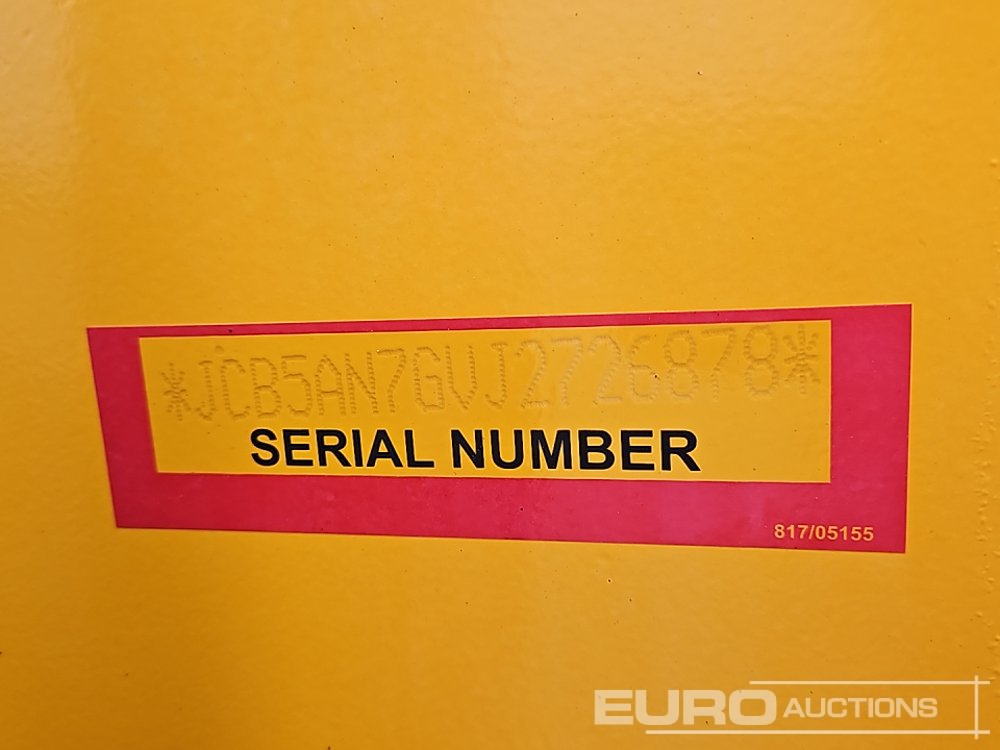 *JCB5AN7GVJ2726878*
SERIAL NUMBER
817/05155
EURO AUCTIONS